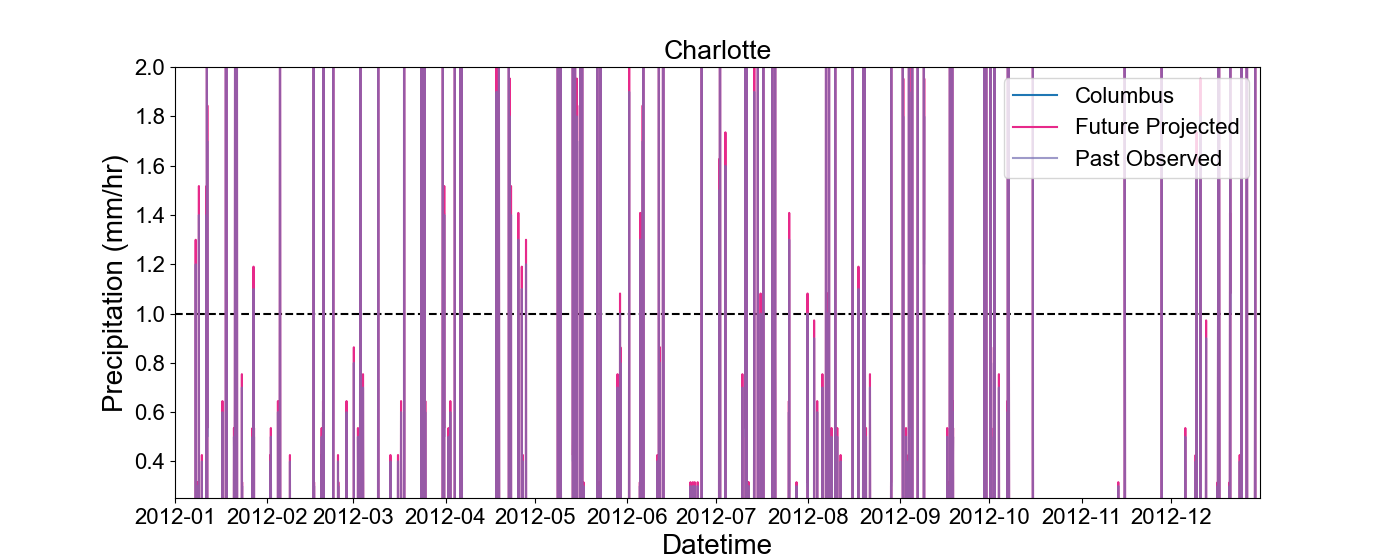 Charlotte
Precipitation (mm/hr)
2.0
1.8
1.6
1.4
1.2
1.0
0.8
0.6
0.4
Columbus
Future Projected
Past Observed
2012-01 2012-02 2012-03 2012-04 2012-05 2012-06 2012-07 2012-08 2012-09 2012-10 2012-11 2012-12
Datetime